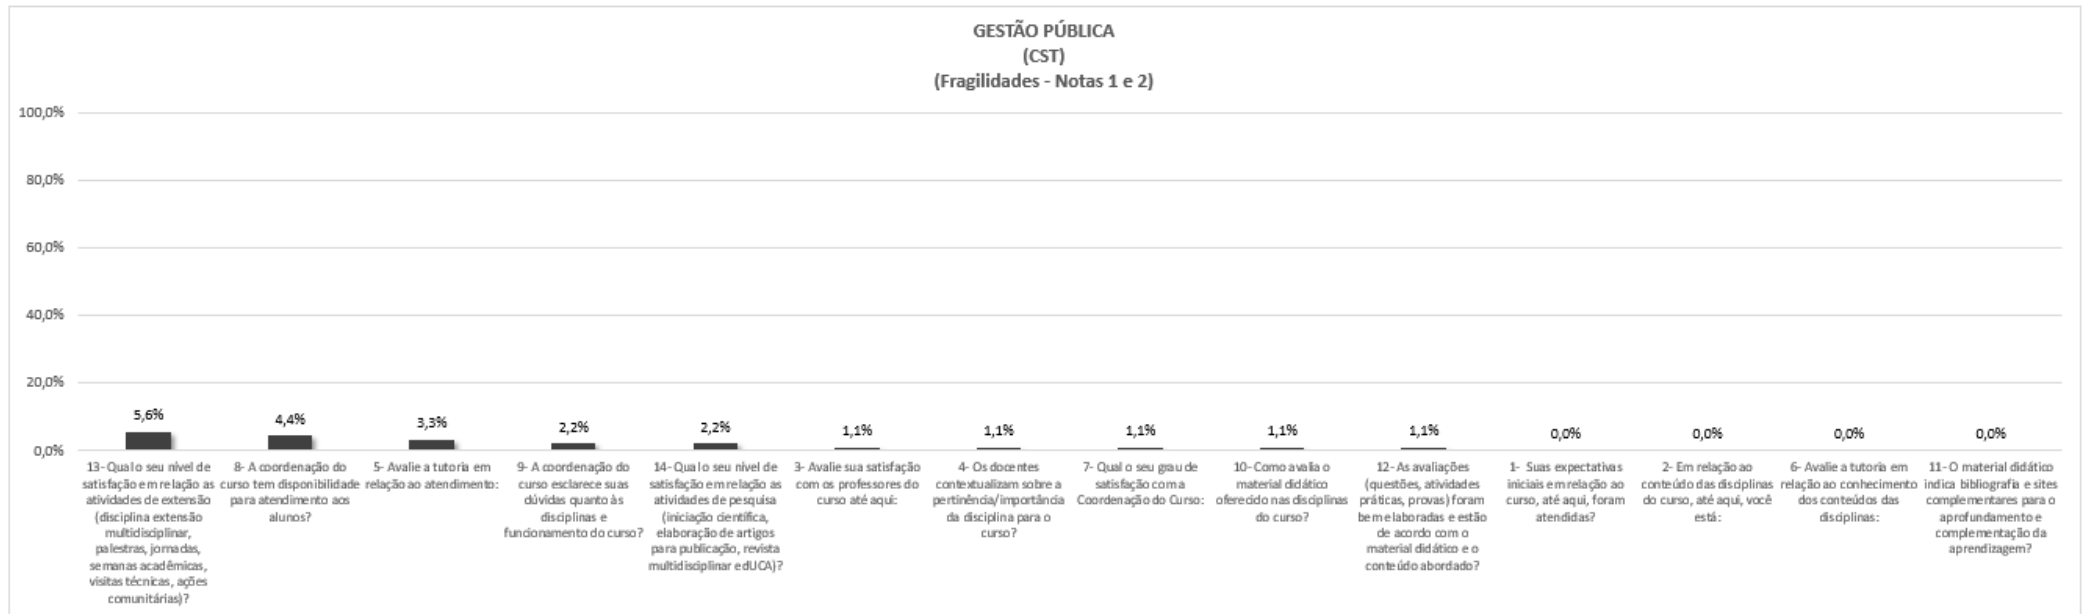 GESTÃO PÚBLICA
(CST)
(Fragilidades - Notas 1 e 2)
100,0%
80,0%
60,0%
40,0%
20,0%
0,0%
5,6%
4,4%
3,3%
2,2%
2,2%
1,1%
1,1%
1,1%
1,1%
1,1%
0,0%
0,0%
0,0%
0,0%
13- Qual o seu nível de
satisfação em relação as
atividades de extensão
(disciplina extensão
multidisciplinar,
palestras, jornadas,
semanas acadêmicas,
visitas técnicas, ações
comunitárias)?
8- A coordenação do
curso tem disponibilidade
para atendimento aos
alunos?
5- Avalie a tutoria em
relação ao atendimento:
9- A coordenação do
curso esclarece suas
dúvidas quanto às
disciplinas e
funcionamento do curso?
14- Qual o seu nível de
satisfação em relação as
atividades de pesquisa
(iniciação científica,
elaboração de artigos
para publicação, revista
multidisciplinar edUCA)?
3- Avalie sua satisfação
com os professores do
curso até aqui:
4- Os docentes
contextualizam sobre a
pertinência/importância
da disciplina para o
curso?
7- Qual o seu grau de
satisfação com a
Coordenação do Curso:
10- Como avalia o
material didático
oferecido nas disciplinas
do curso?
12- As avaliações
(questões, atividades
práticas, provas) foram
bem elaboradas e estão
de acordo com o
material didático e o
conteúdo abordado?
1- Suas expectativas
iniciais em relação ao
curso, até aqui, foram
atendidas?
2- Em relação ao
conteúdo das disciplinas
do curso, até aqui, você
está:
6- Avalie a tutoria em
relação ao conhecimento
dos conteúdos das
disciplinas:
11- O material didático
indica bibliografia e sites
complementares para o
aprofundamento e
complementação da
aprendizagem?